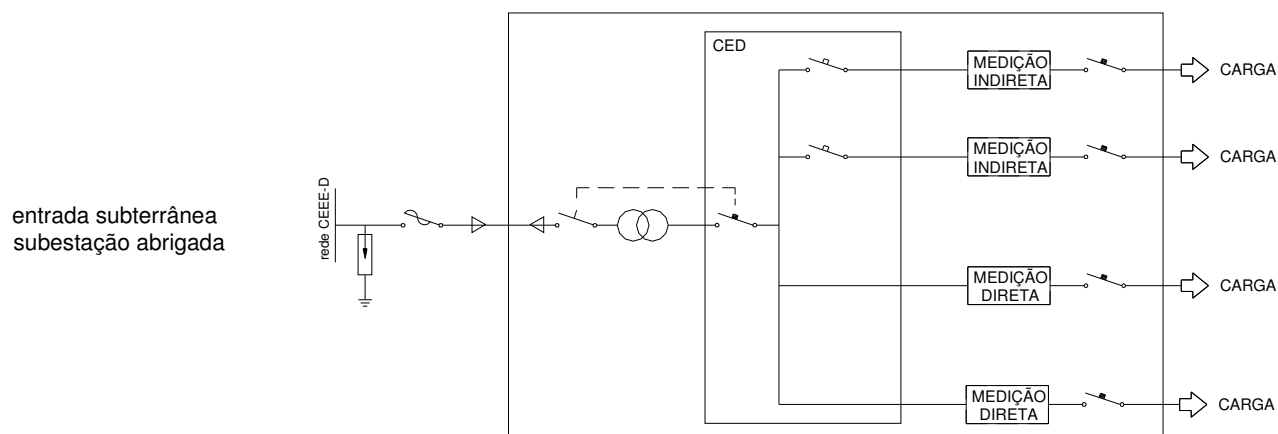 entrada subterrânea
subestação abrigada
rede CEEE-D
CED
MEDIÇÃO
INDIRETA
CARGA
MEDIÇÃO
INDIRETA
CARGA
MEDIÇÃO
DIRETA
CARGA
MEDIÇÃO
DIRETA
CARGA